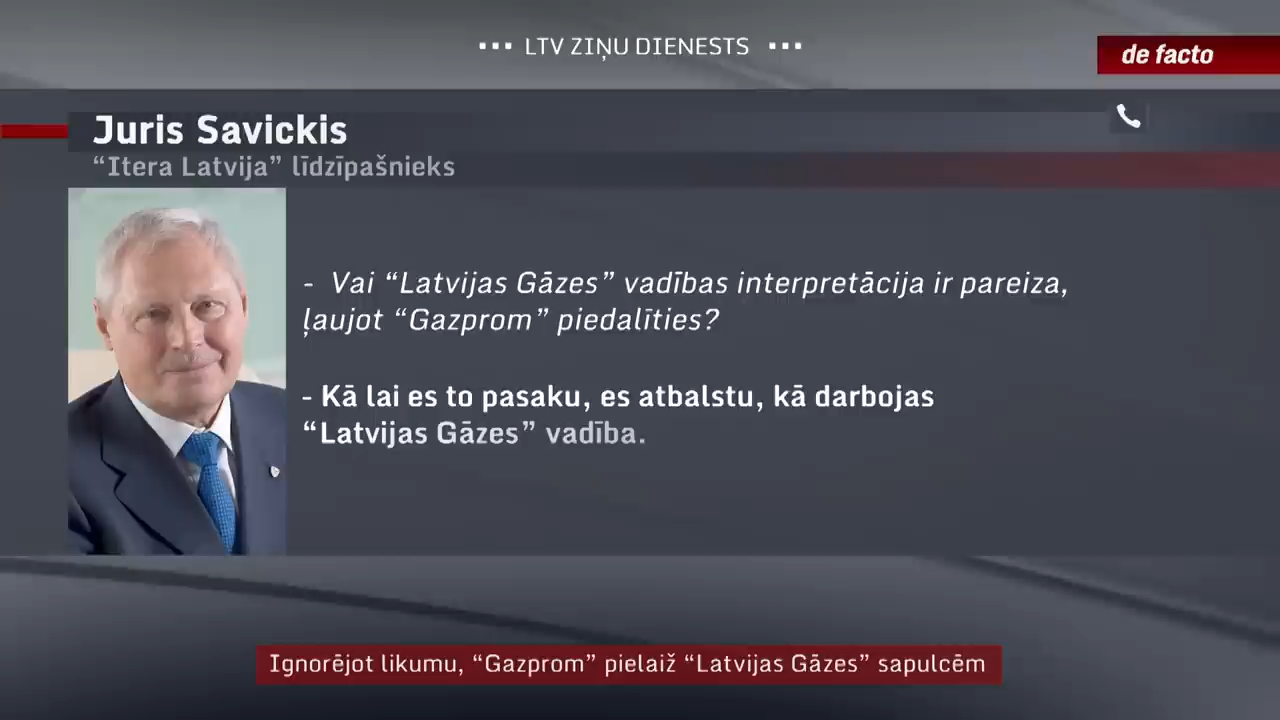 LTV ZIŅU DIENESTS
de facto
Juris Savickis
“Itera Latvija” līdzīpašnieks
- Vai “Latvijas Gāzes” vadības interpretācija ir pareiza,
ļaujot “Gazprom” piedalīties?
- Kā lai es to pasaku, es atbalstu, kā darbojas
“Latvijas Gāzes” vadība.
Ignorējot likumu, “Gazprom” pielaiž “Latvijas Gāzes” sapulcēm